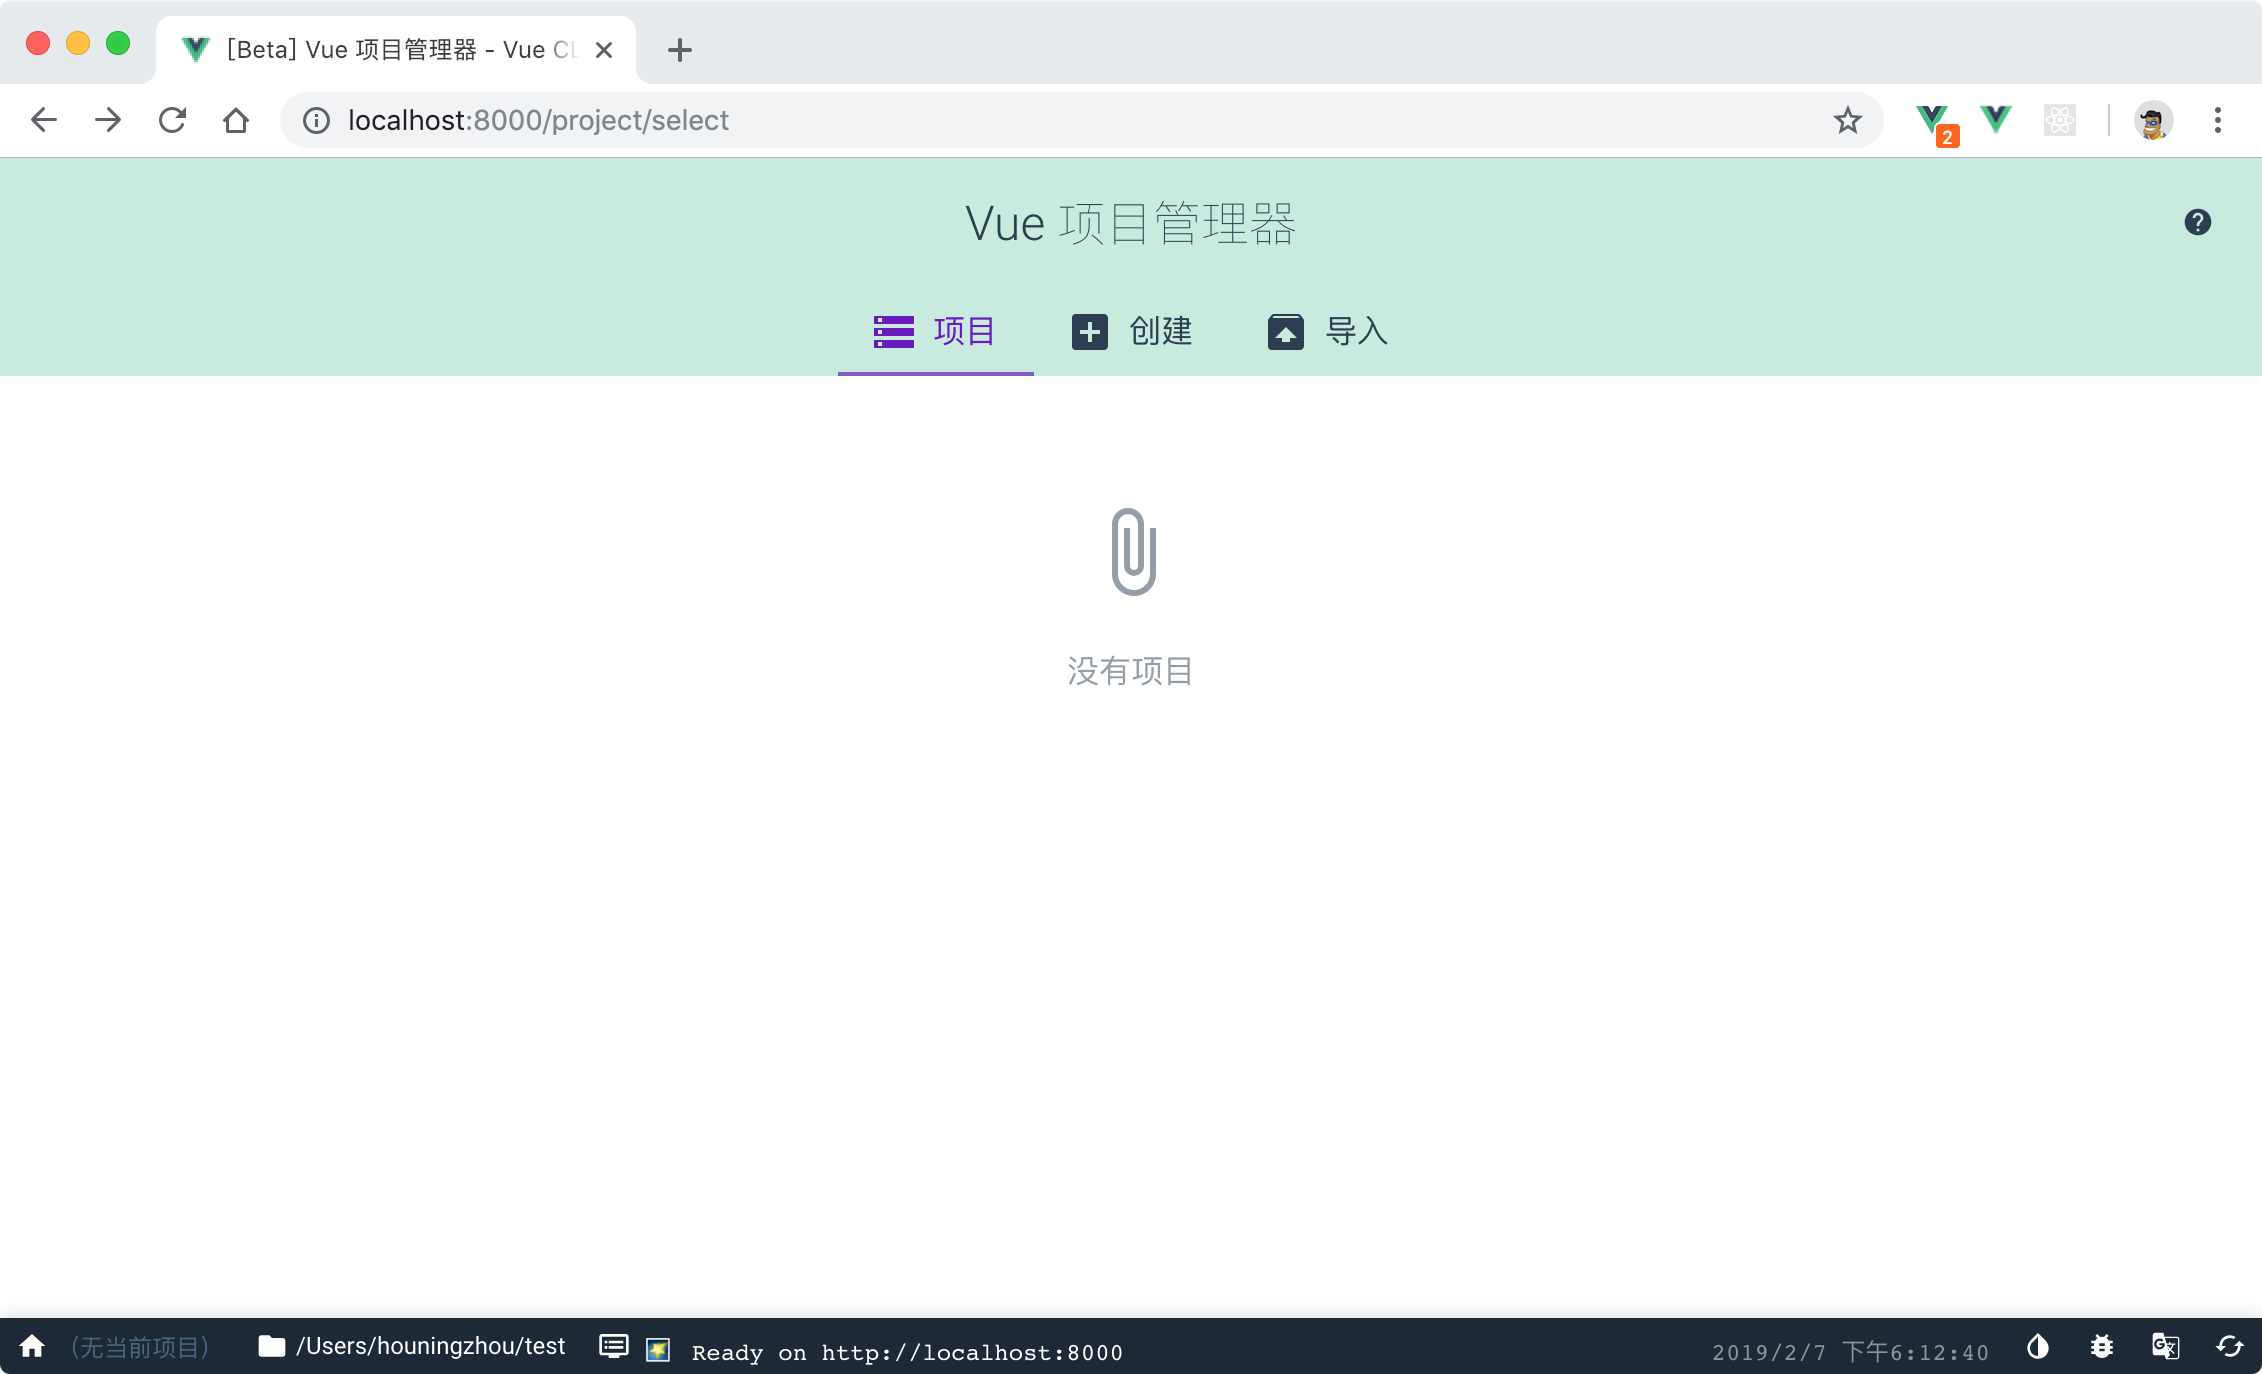 [Beta] Vue 项目管理器 - Vue CL
localhost:8000/project/select
2
Vue 项目管理器
项目 创建 导入
没有项目
(无当前项目) /Users/houningzhou/test Ready on http://localhost:8000 2019/2/7 下午6:12:40